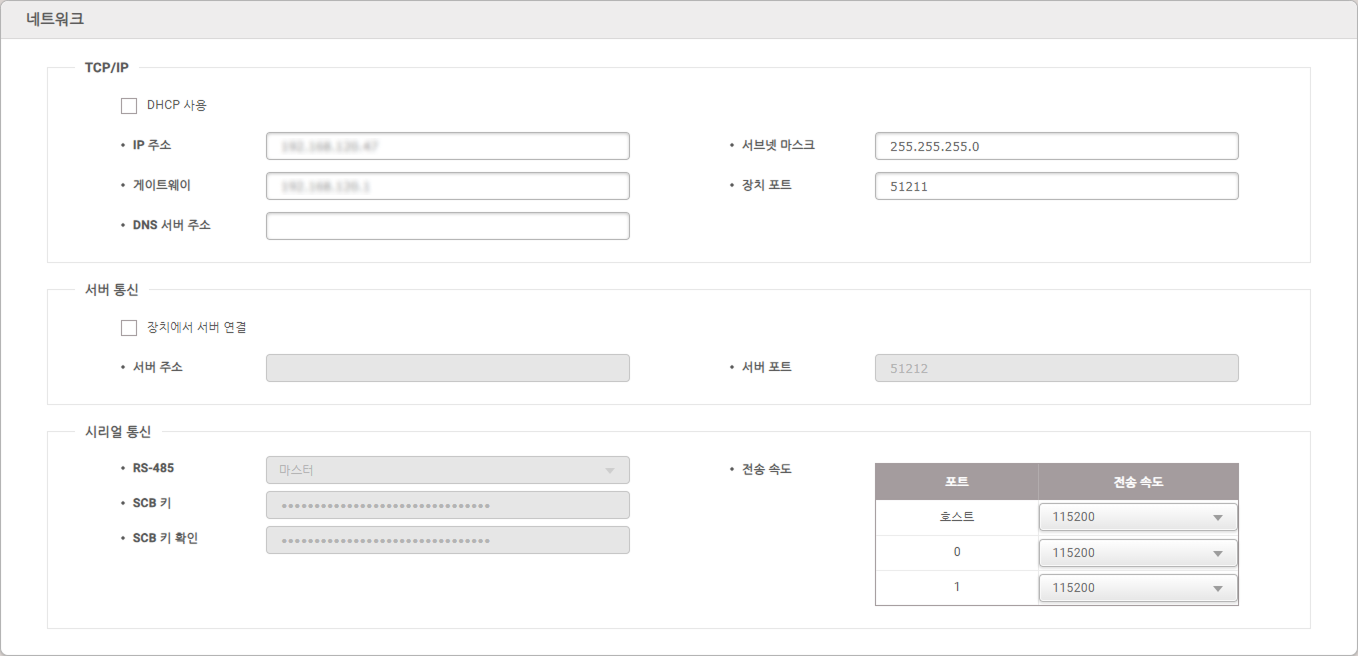 네트워크
TCP/IP
DHCP 사용
• IP 주소
• 서브넷 마스크 255.255.255.0
• 게이트웨이
• 장치 포트 51211
• DNS 서버 주소
서버 통신
장치에서 서버 연결
• 서버 주소
• 서버 포트 51212
시리얼 통신
• RS-485 마스터
• SCB 키
• SCB 키 확인
• 전송 속도
포트 전송 속도
호스트 115200
0 115200
1 115200